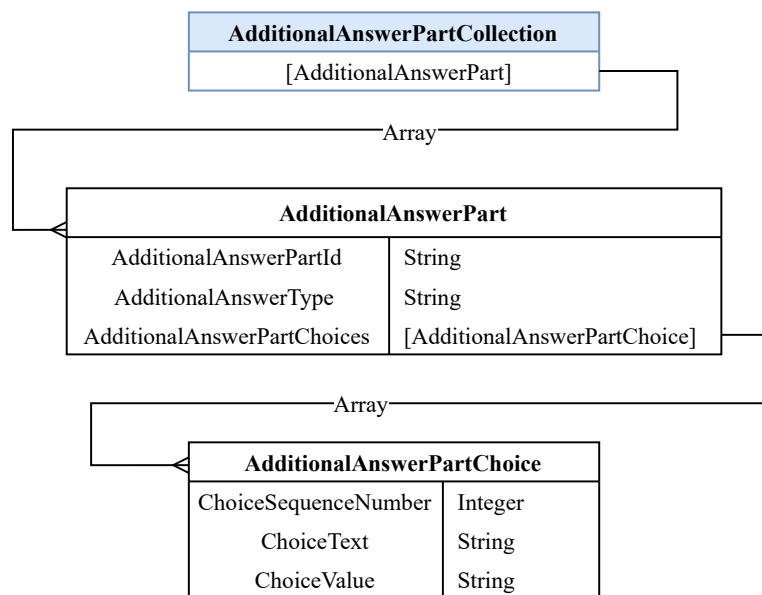 AdditionalAnswerPartCollection
[AdditionalAnswerPart]
Array
AdditionalAnswerPart
AdditionalAnswerPartId String
AdditionalAnswerType String
AdditionalAnswerPartChoices [AdditionalAnswerPartChoice]
Array
AdditionalAnswerPartChoice
ChoiceSequenceNumber Integer
ChoiceText String
ChoiceValue String